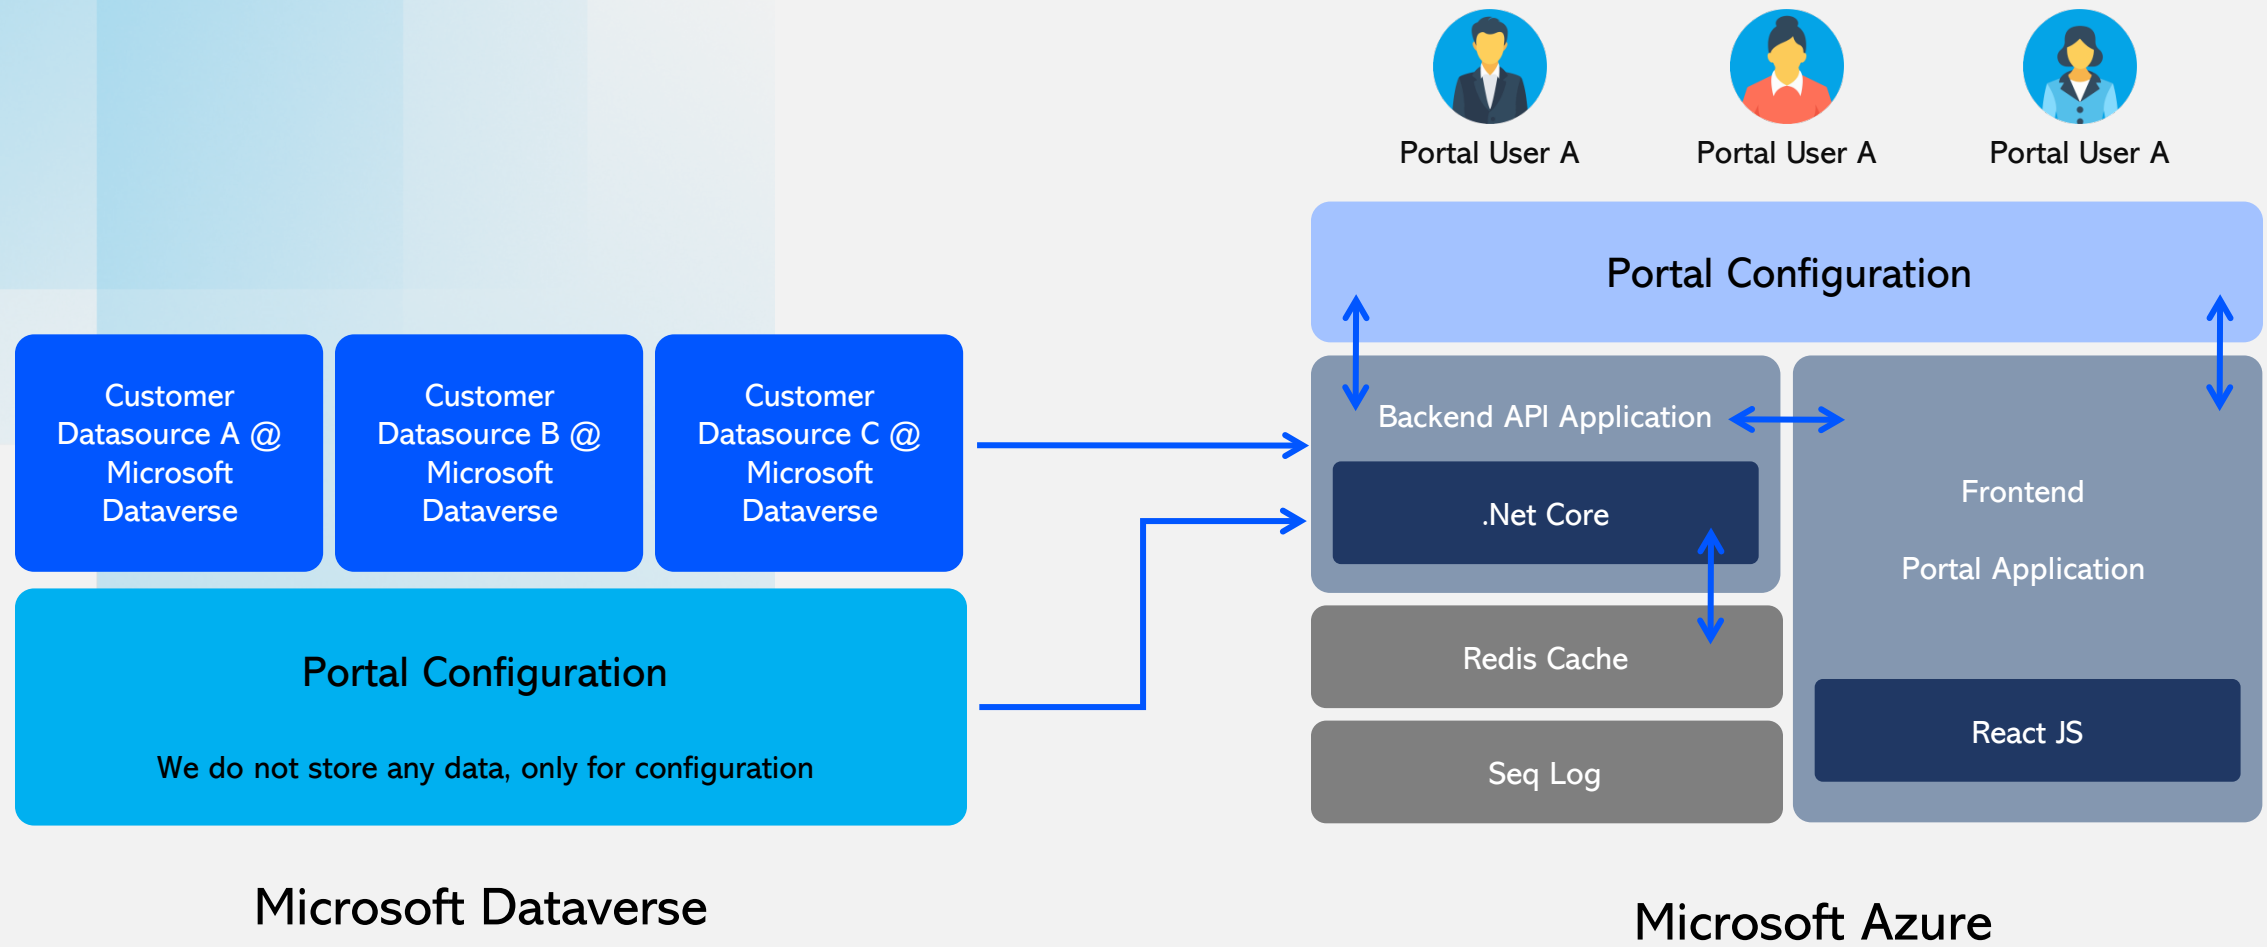 Portal User A
Portal User A
Portal User A
Portal Configuration
Customer
Datasource A @
Microsoft
Dataverse
Customer
Datasource B @
Microsoft
Dataverse
Customer
Datasource C @
Microsoft
Dataverse
Portal Configuration
We do not store any data, only for configuration
Backend API Application
.Net Core
Redis Cache
Seq Log
Frontend
Portal Application
React JS
Microsoft Dataverse
Microsoft Azure